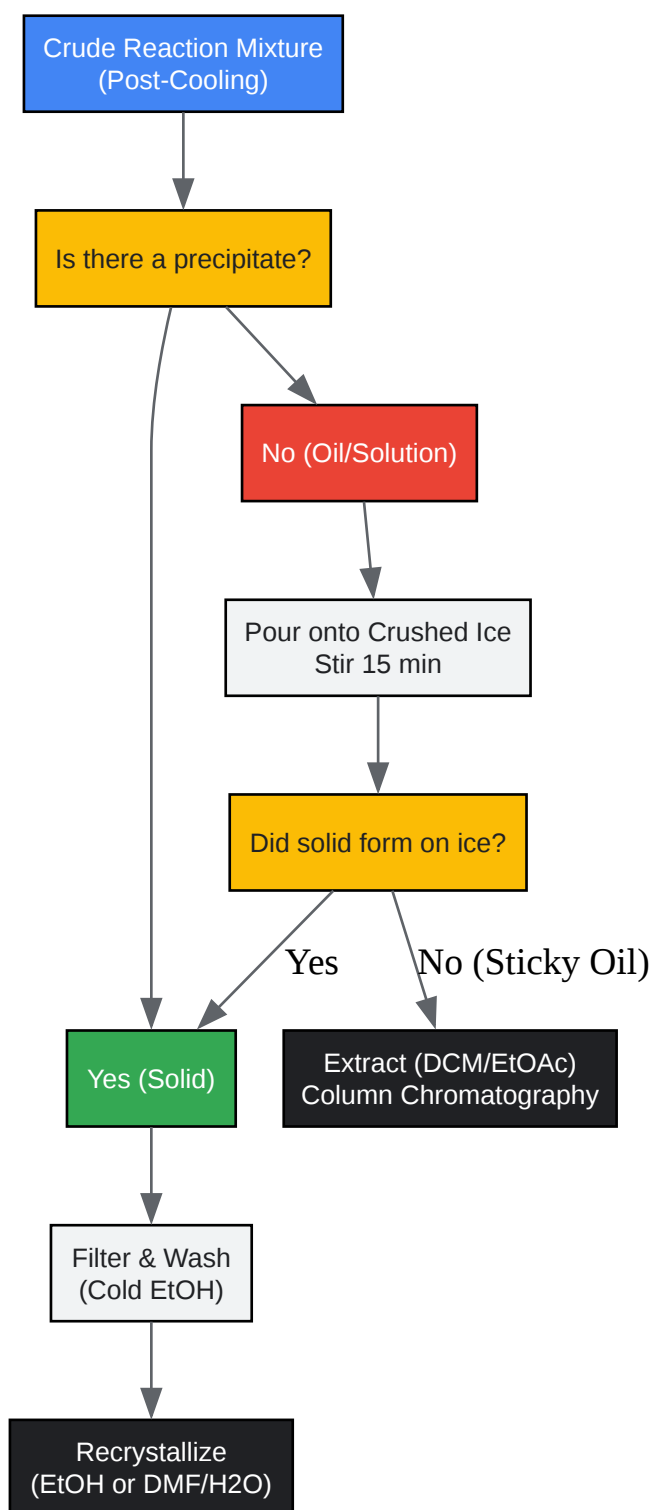 Crude Reaction Mixture
(Post-Cooling)
Is there a precipitate?
No (Oil/Solution)
Pour onto Crushed Ice
Stir 15 min
Did solid form on ice?
Yes
No (Sticky Oil)
Yes (Solid)
Extract (DCM/EtOAc)
Column Chromatography
Filter & Wash
(Cold EtOH)
Recrystallize
(EtOH or DMF/H2O)